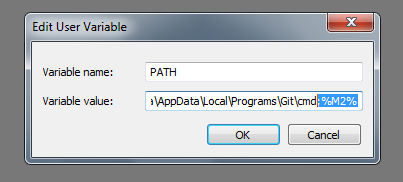 Edit User Variable
Variable name: PATH
Variable value: a\AppData\Local\Programs\Git\cmd;%M2%
OK Cancel